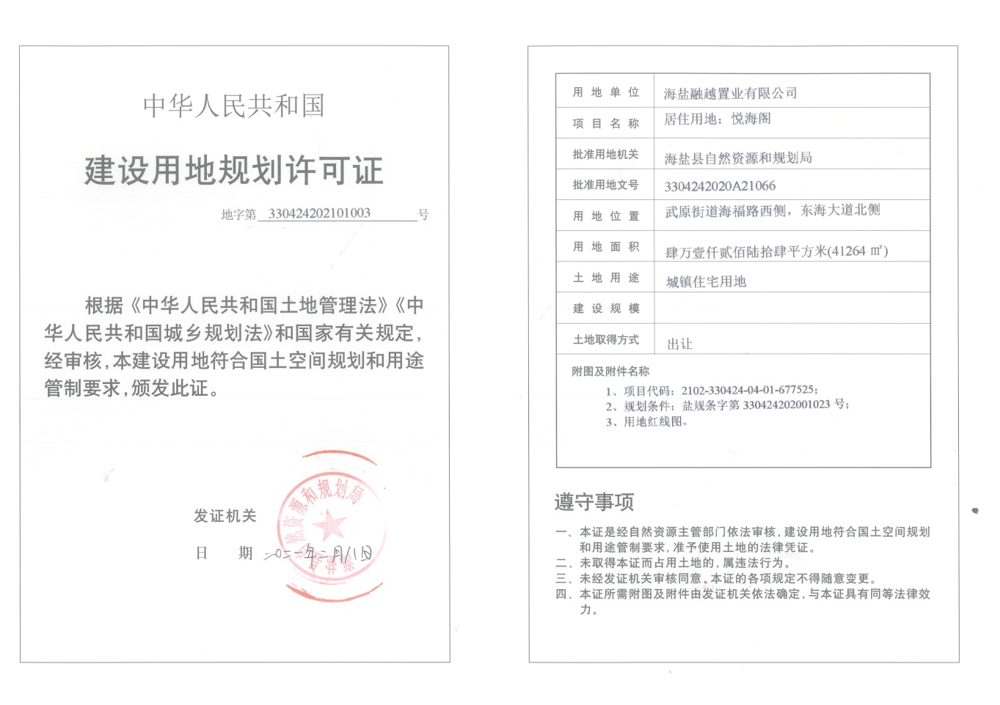 中华人民共和国
建设用地规划许可证
地字第 330424202101003 号
根据《中华人民共和国土地管理法》《中
华人民共和国城乡规划法》和国家有关规定,
经审核,本建设用地符合国土空间规划和用途
管制要求,颁发此证。
海盐县自然资源和规划局
发证机关
日 期 二〇二一年二月11日
用地单位 海盐融越置业有限公司
项目名称 居住用地：悦海阁
批准用地机关 海盐县自然资源和规划局
批准用地文号 3304242020A21066
用地位置 武原街道海福路西侧，东海大道北侧
用地面积 肆万壹仟贰佰陆拾肆平方米(41264 ㎡)
土地用途 城镇住宅用地
建设规模
土地取得方式 出让
附图及附件名称
1、项目代码：2102-330424-04-01-677525;
2、规划条件：盐规条字第 330424202001023 号;
3、用地红线图。
遵守事项
一、本证是经自然资源主管部门依法审核,建设用地符合国土空间规划
和用途管制要求,准予使用土地的法律凭证。
二、未取得本证而占用土地的,属违法行为。
三、未经发证机关审核同意,本证的各项规定不得随意变更。
四、本证所需附图及附件由发证机关依法确定,与本证具有同等法律效
力。